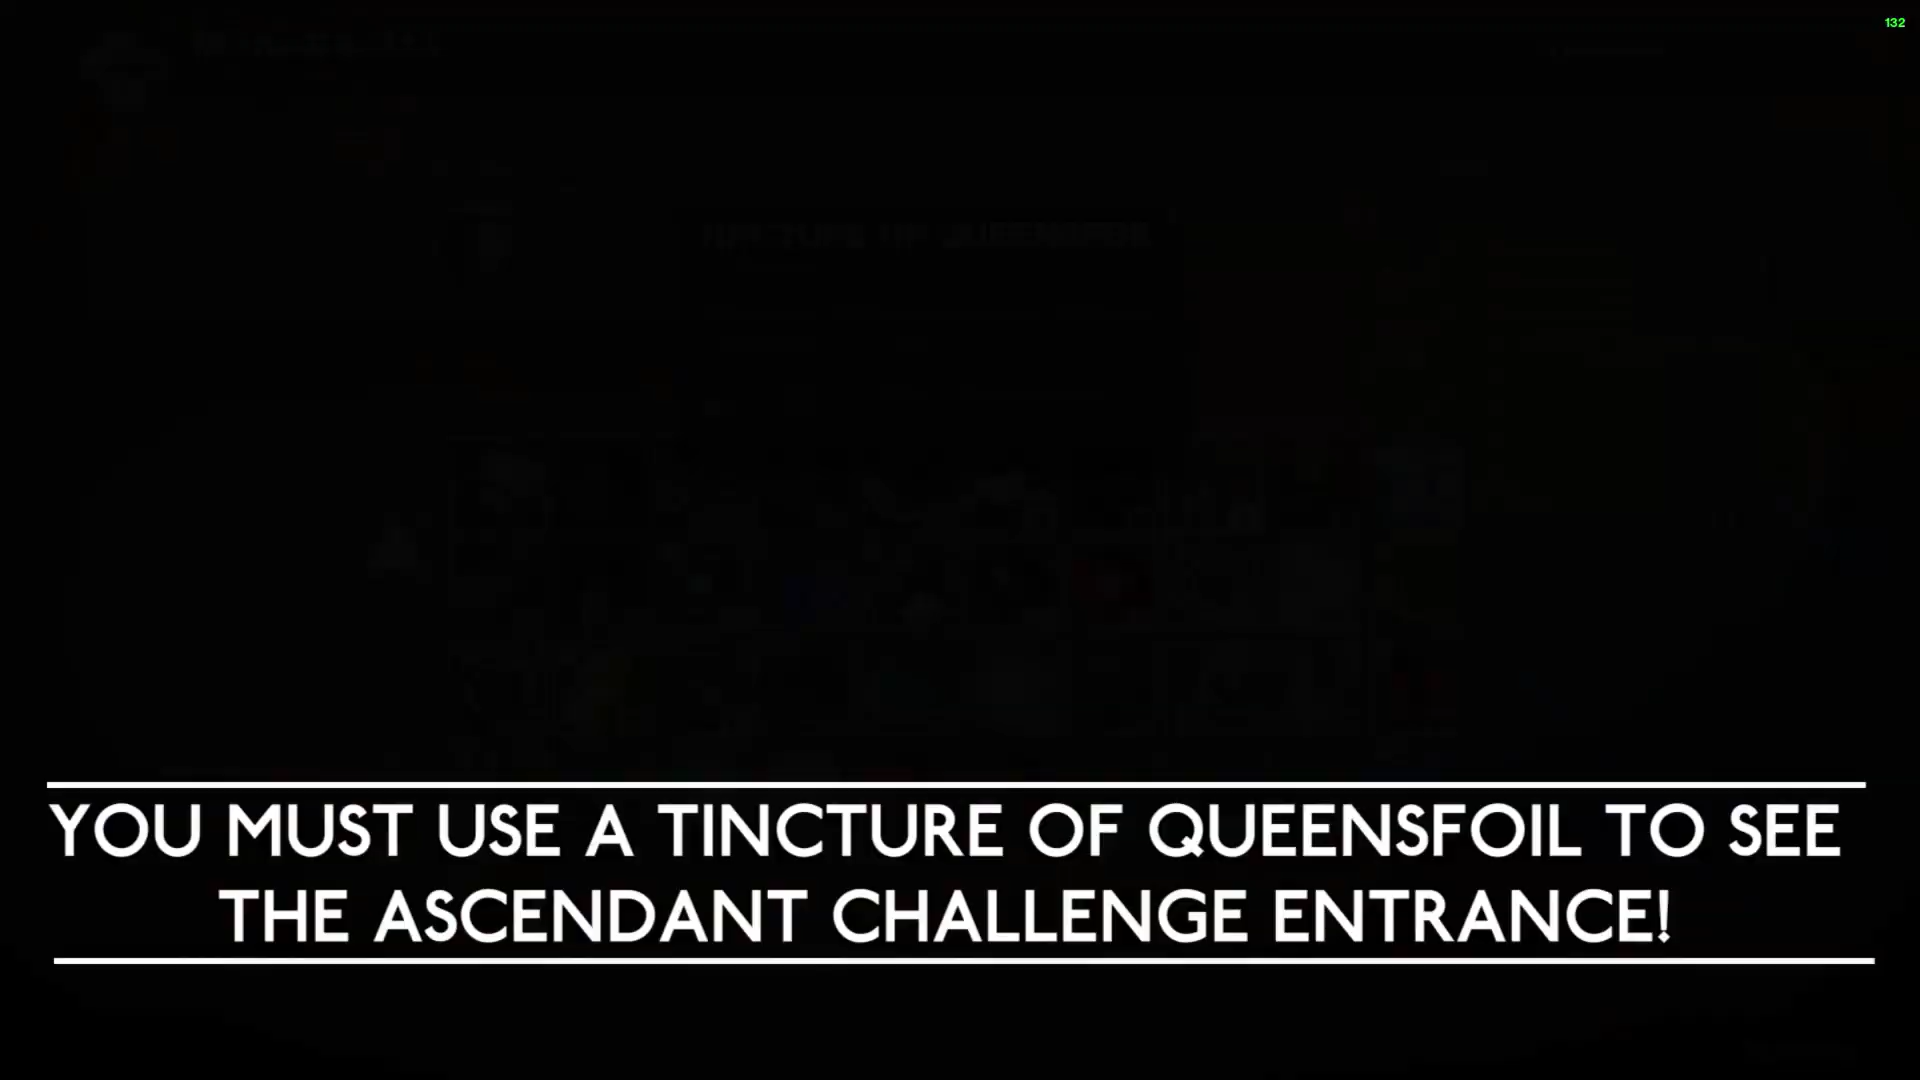 132
YOU MUST USE A TINCTURE OF QUEENSFOIL TO SEE
THE ASCENDANT CHALLENGE ENTRANCE!